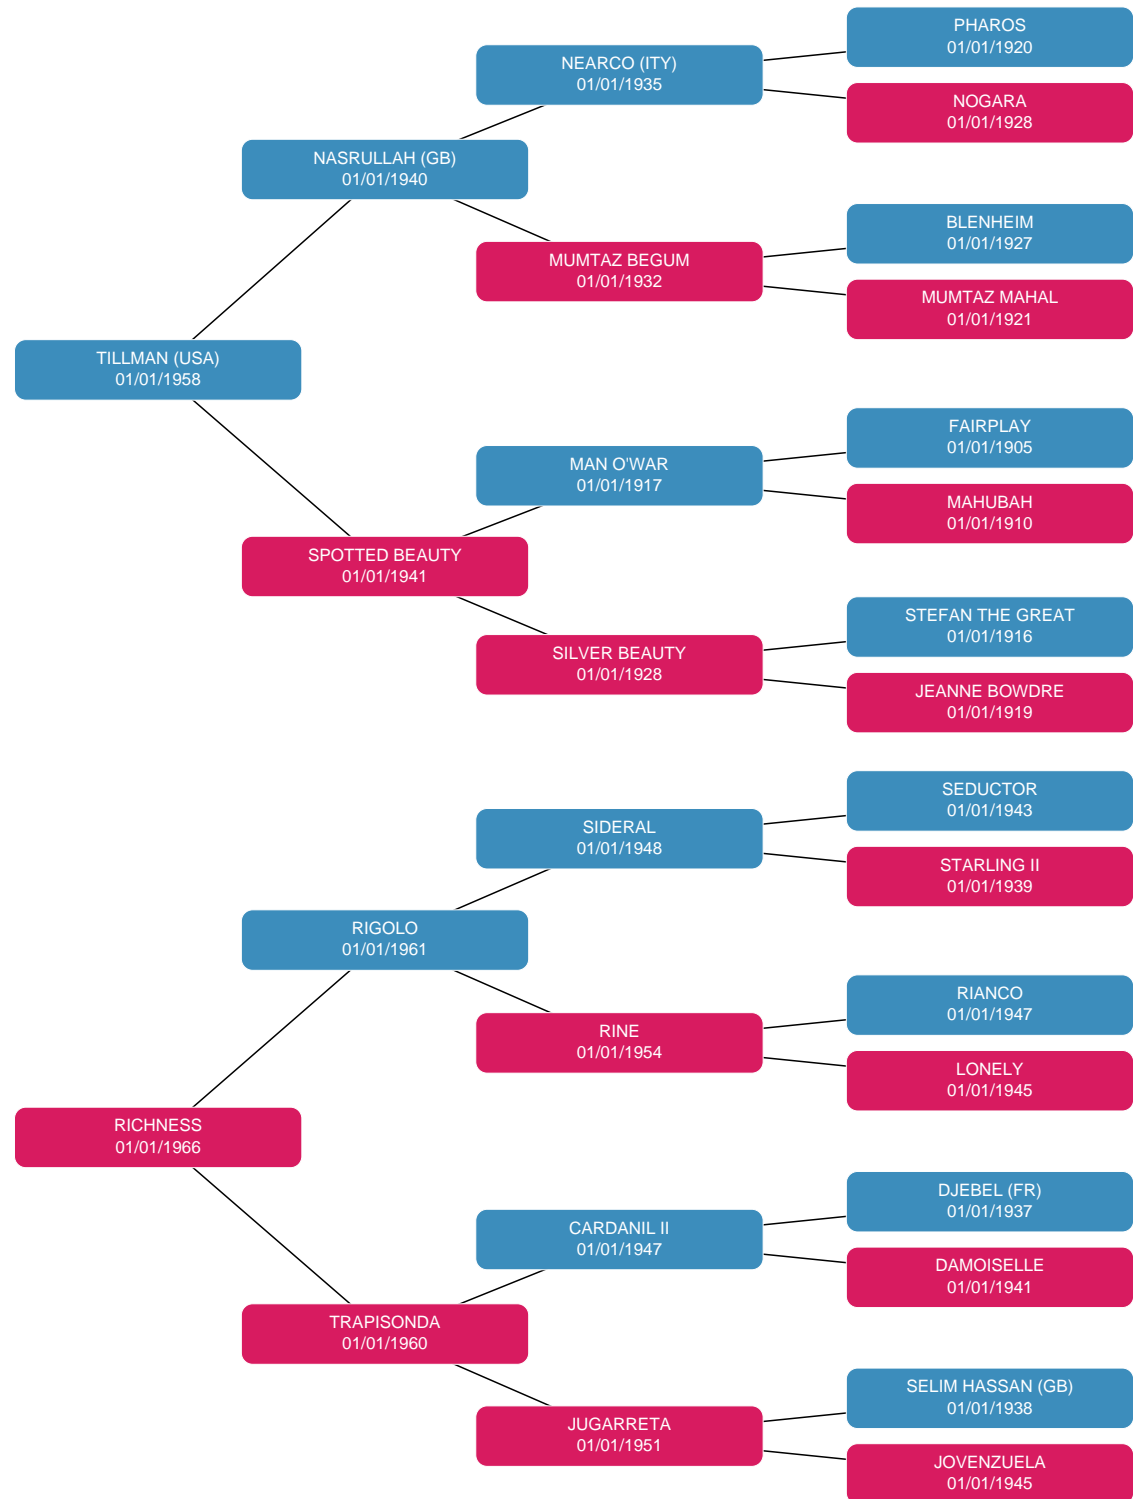 PHAROS
01/01/1920
NEARCO (ITY)
01/01/1935
NOGARA
01/01/1928
NASRULLAH (GB)
01/01/1940
BLENHEIM
01/01/1927
MUMTAZ BEGUM
01/01/1932
MUMTAZ MAHAL
01/01/1921
TILLMAN (USA)
01/01/1958
FAIRPLAY
01/01/1905
MAN O'WAR
01/01/1917
MAHUBAH
01/01/1910
SPOTTED BEAUTY
01/01/1941
STEFAN THE GREAT
01/01/1916
SILVER BEAUTY
01/01/1928
JEANNE BOWDRE
01/01/1919
SEDUCTOR
01/01/1943
SIDERAL
01/01/1948
STARLING II
01/01/1939
RIGOLO
01/01/1961
RIANCO
01/01/1947
RINE
01/01/1954
LONELY
01/01/1945
RICHNESS
01/01/1966
DJEBEL (FR)
01/01/1937
CARDANIL II
01/01/1947
DAMOISELLE
01/01/1941
TRAPISONDA
01/01/1960
SELIM HASSAN (GB)
01/01/1938
JUGARRETA
01/01/1951
JOVENZUELA
01/01/1945